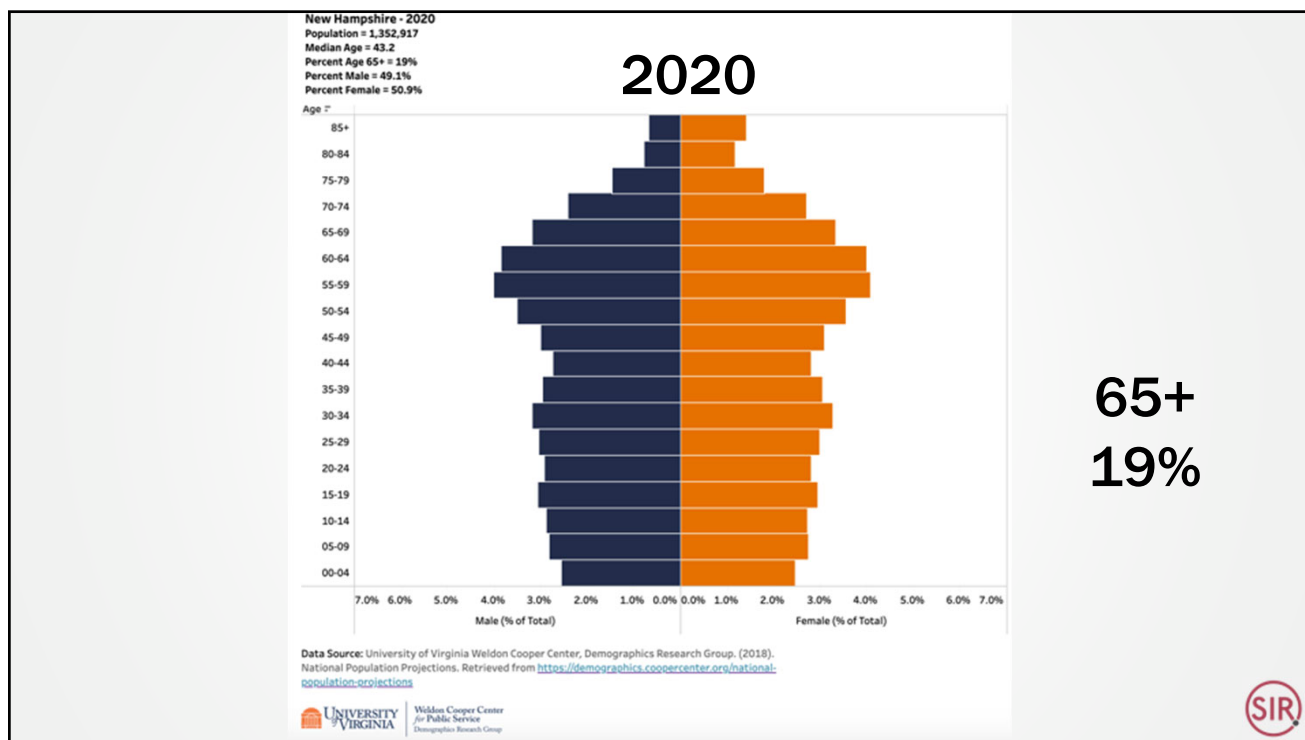 New Hampshire - 2020
Population = 1,352,917
Median Age = 43.2
Percent Age 65+ = 19%
Percent Male = 49.1%
Percent Female = 50.9%
2020
Age
85+
80-84
75-79
70-74
65-69
60-64
55-59
50-54
45-49
40-44
35-39
30-34
25-29
20-24
15-19
10-14
05-09
00-04
7.0% 6.0% 5.0% 4.0% 3.0% 2.0% 1.0% 0.0% 0.0% 1.0% 2.0% 3.0% 4.0% 5.0% 6.0% 7.0%
Male (% of Total) Female (% of Total)
65+
19%
Data Source: University of Virginia Weldon Cooper Center, Demographics Research Group. (2018).
National Population Projections. Retrieved from https://demographics.coopercenter.org/national-
population-projections
UNIVERSITY
of VIRGINIA
Weldon Cooper Center
for Public Service
Demographics Research Group
SIR